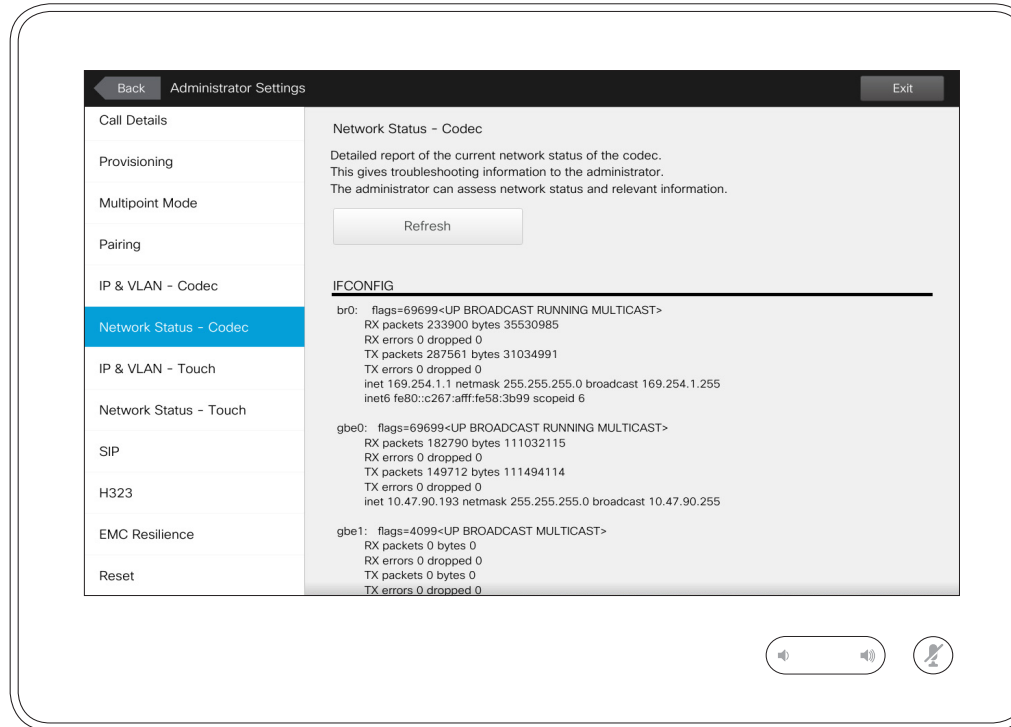 Back Administrator Settings Exit
Call Details
Provisioning
Multipoint Mode
Pairing
IP & VLAN - Codec
Network Status - Codec
IP & VLAN - Touch
Network Status - Touch
SIP
H323
EMC Resilience
Reset
Network Status - Codec
Detailed report of the current network status of the codec.
This gives troubleshooting information to the administrator.
The administrator can assess network status and relevant information.
Refresh
IFCONFIG
br0: flags=69699<UP BROADCAST RUNNING MULTICAST>
RX packets 233900 bytes 35530985
RX errors 0 dropped 0
TX packets 287561 bytes 31034991
TX errors 0 dropped 0
inet 169.254.1.1 netmask 255.255.255.0 broadcast 169.254.1.255
inet6 fe80::c267:afff:fe58:3b99 scopeid 6
gbe0: flags=69699<UP BROADCAST RUNNING MULTICAST>
RX packets 182790 bytes 111032115
RX errors 0 dropped 0
TX packets 149712 bytes 111494114
TX errors 0 dropped 0
inet 10.47.90.193 netmask 255.255.255.0 broadcast 10.47.90.255
gbe1: flags=4099<UP BROADCAST MULTICAST>
RX packets 0 bytes 0
RX errors 0 dropped 0
TX packets 0 bytes 0
TX errors 0 dropped 0